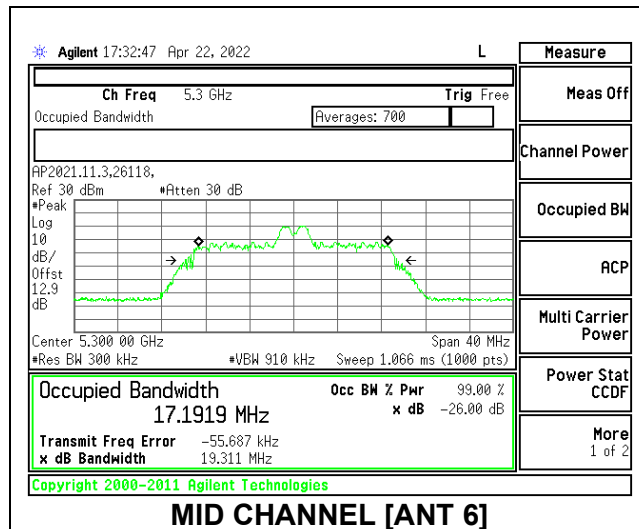 Agilent 17:32:47 Apr 22, 2022 L
Measure
Ch Freq 5.3 GHz Trig Free
Occupied Bandwidth Averages: 700
AP2021.11.3,26118,
Ref 30 dBm #Atten 30 dB
#Peak
Log
10
dB/
Offst
12.9
dB
Center 5.300 00 GHz Span 40 MHz
#Res BW 300 kHz #VBW 910 kHz Sweep 1.066 ms (1000 pts)
Occupied Bandwidth Occ BW % Pwr 99.00 %
17.1919 MHz x dB -26.00 dB
Transmit Freq Error -55.687 kHz
x dB Bandwidth 19.311 MHz
Copyright 2000-2011 Agilent Technologies
Meas Off
Channel Power
Occupied BW
ACP
Multi Carrier
Power
Power Stat
CCDF
More
1 of 2
MID CHANNEL [ANT 6]